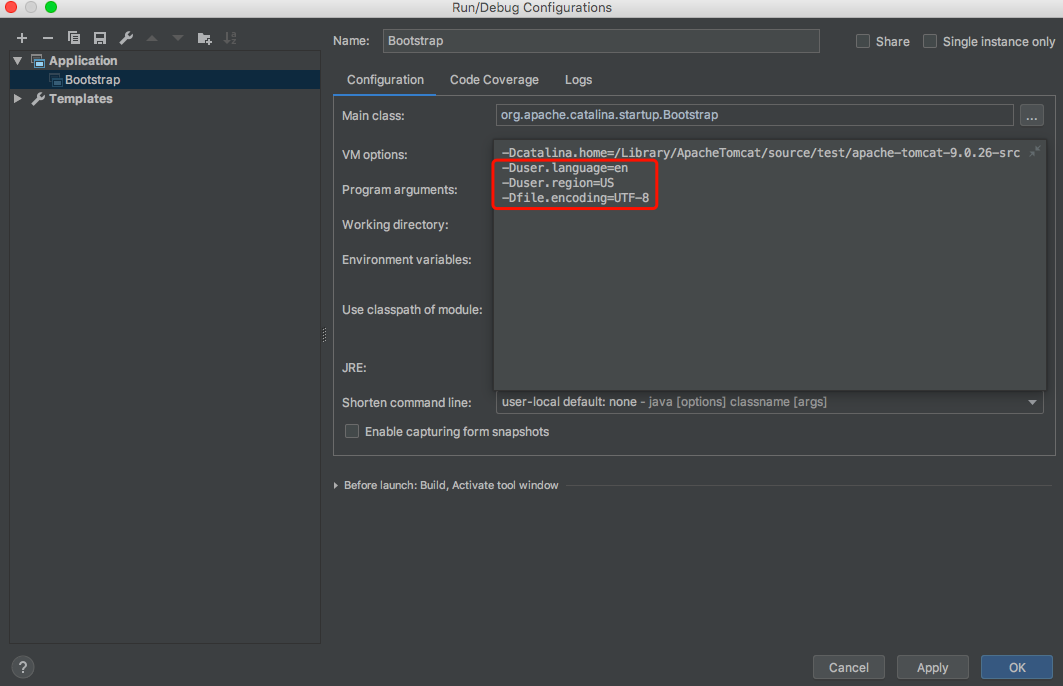 Run/Debug Configurations
Name: Bootstrap Share Single instance only
Application
Bootstrap
Templates
Configuration Code Coverage Logs
Main class: org.apache.catalina.startup.Bootstrap ...
VM options: -Dcatalina.home=/Library/ApacheTomcat/source/test/apache-tomcat-9.0.26-src
-Duser.language=en
-Duser.region=US
-Dfile.encoding=UTF-8
Program arguments:
Working directory:
Environment variables:
Use classpath of module:
JRE:
Shorten command line: user-local default: none - java [options] classname [args]
Enable capturing form snapshots
Before launch: Build, Activate tool window
? Cancel Apply OK